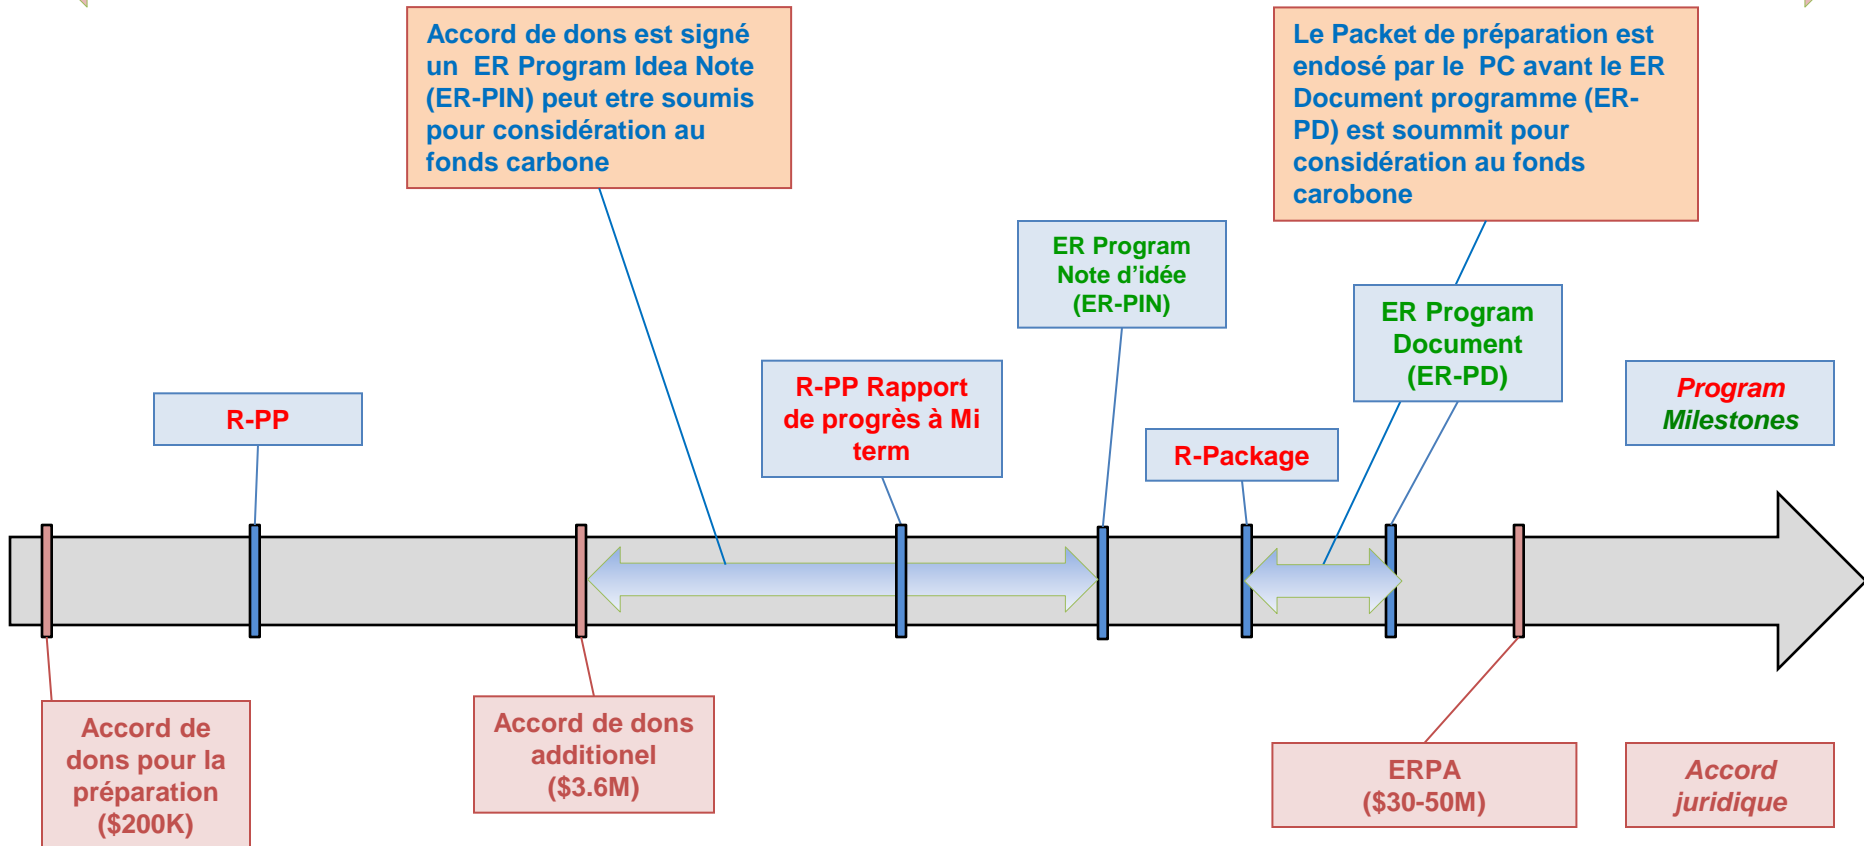 Accord de dons est signé
un ER Program Idea Note
(ER-PIN) peut etre soumis
pour considération au
fonds carbone
Le Packet de préparation est
endosé par le PC avant le ER
Document programme (ER-
PD) est soummit pour
considération au fonds
carobone
ER Program
Note d’idée
(ER-PIN)
ER Program
Document
(ER-PD)
R-PP
R-PP Rapport
de progrès à Mi
term
R-Package
Program
Milestones
Accord de
dons pour la
préparation
($200K)
Accord de dons
additionel
($3.6M)
ERPA
($30-50M)
Accord
juridique